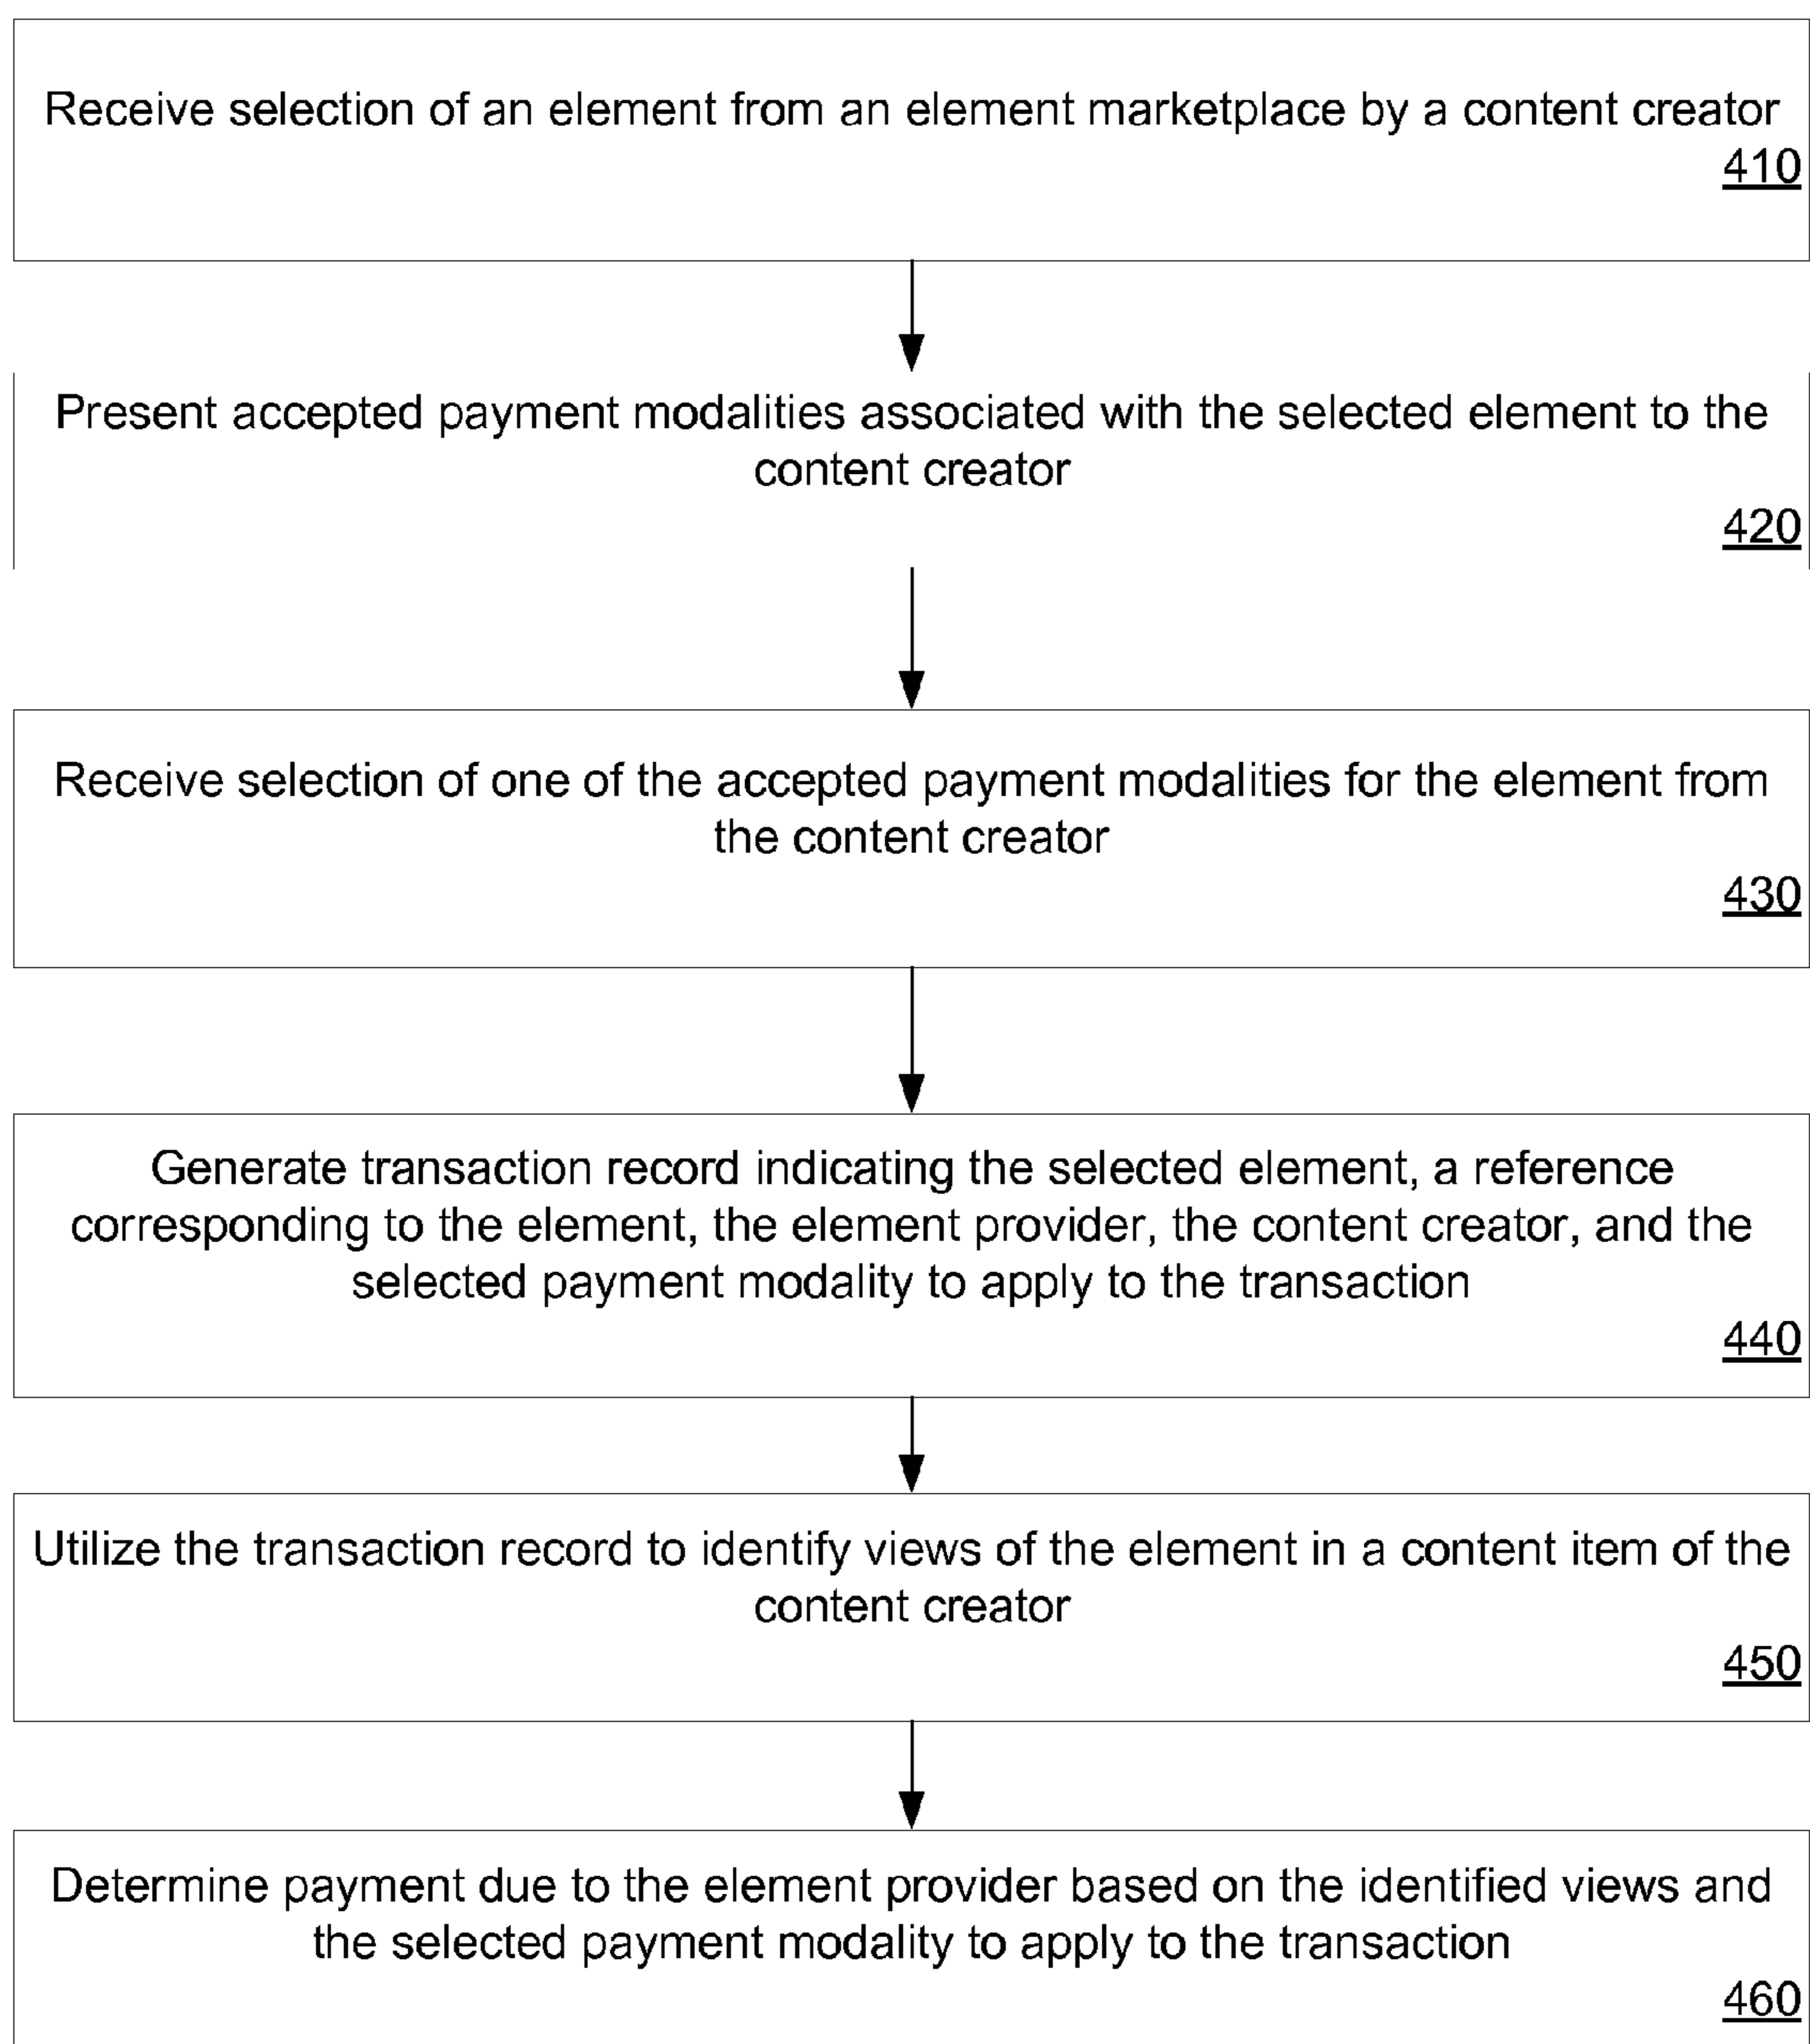 Receive selection of an element from an element marketplace by a content creator
410
Present accepted payment modalities associated with the selected element to the
content creator
420
Receive selection of one of the accepted payment modalities for the element from
the content creator
430
Generate transaction record indicating the selected element, a reference
corresponding to the element, the element provider, the content creator, and the
selected payment modality to apply to the transaction
440
Utilize the transaction record to identify views of the element in a content item of the
content creator
450
Determine payment due to the element provider based on the identified views and
the selected payment modality to apply to the transaction
460